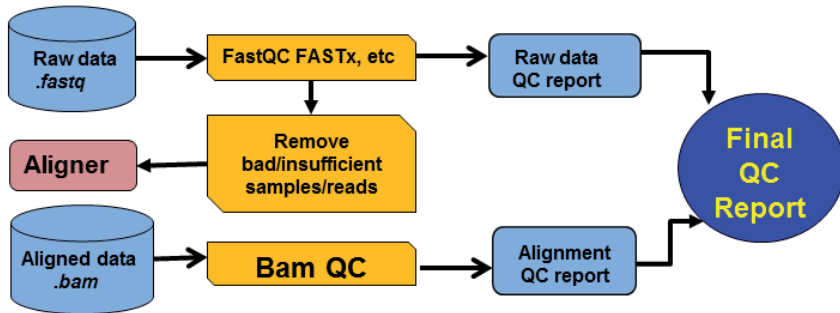 Raw data
.fastq
FastQC FASTx, etc
Raw data
QC report
Remove
bad/insufficient
samples/reads
Aligner
Final
QC
Report
Aligned data
.bam
Bam QC
Alignment
QC report